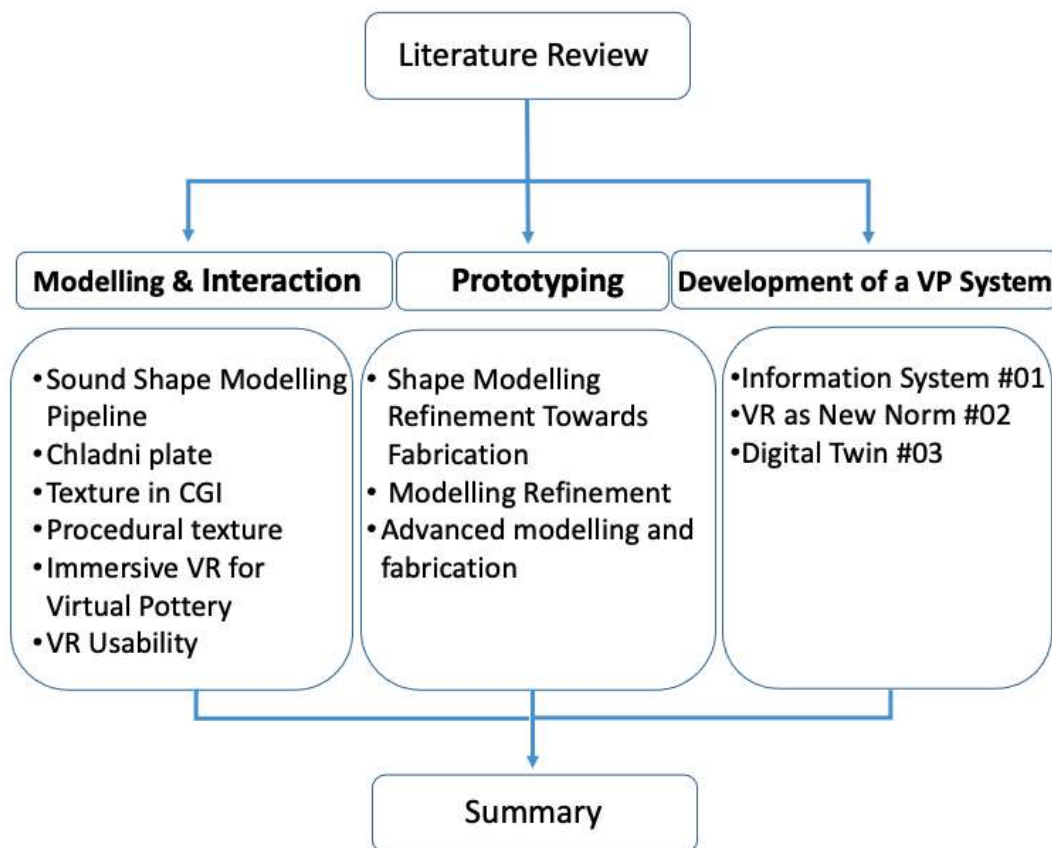 Literature Review
Modelling & Interaction
Prototyping
Development of a VP System
•Sound Shape Modelling
Pipeline
•Chladni plate
•Texture in CGI
•Procedural texture
•Immersive VR for
Virtual Pottery
•VR Usability
• Shape Modelling
Refinement Towards
Fabrication
• Modelling Refinement
•Advanced modelling and
fabrication
•Information System #01
•VR as New Norm #02
•Digital Twin #03
Summary